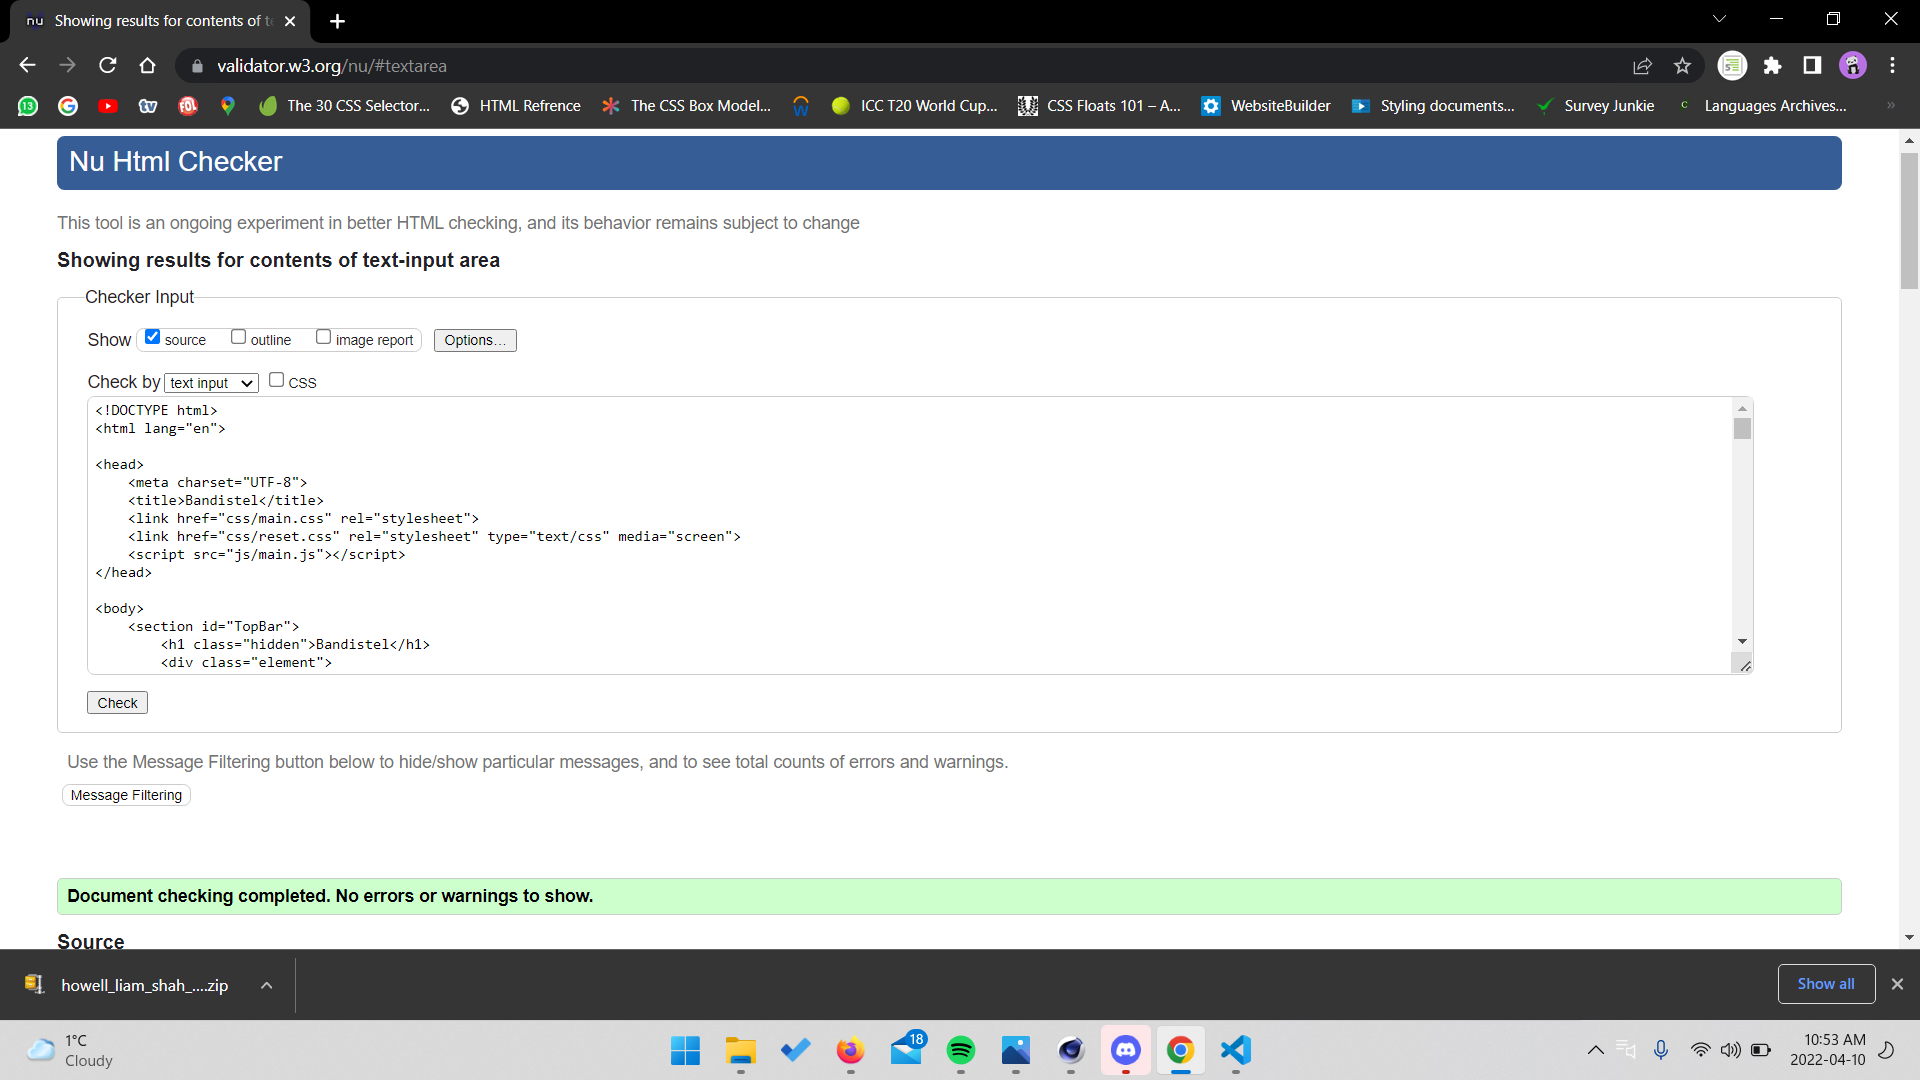 nu Showing results for contents of t
validator.w3.org/nu/#textarea
13 The 30 CSS Selector... HTML Refrence The CSS Box Model... ICC T20 World Cup... CSS Floats 101 – A... WebsiteBuilder Styling documents... Survey Junkie C Languages Archives... »
Nu Html Checker
This tool is an ongoing experiment in better HTML checking, and its behavior remains subject to change
Showing results for contents of text-input area
Checker Input
Show source outline image report Options...
Check by text input CSS
<!DOCTYPE html>
<html lang="en">
<head>
<meta charset="UTF-8">
<title>Bandistel</title>
<link href="css/main.css" rel="stylesheet">
<link href="css/reset.css" rel="stylesheet" type="text/css" media="screen">
<script src="js/main.js"></script>
</head>
<body>
<section id="TopBar">
<h1 class="hidden">Bandistel</h1>
<div class="element">
Check
Use the Message Filtering button below to hide/show particular messages, and to see total counts of errors and warnings.
Message Filtering
Document checking completed. No errors or warnings to show.
Source
howell_liam_shah_....zip Show all
1°C
Cloudy
18
10:53 AM
2022-04-10